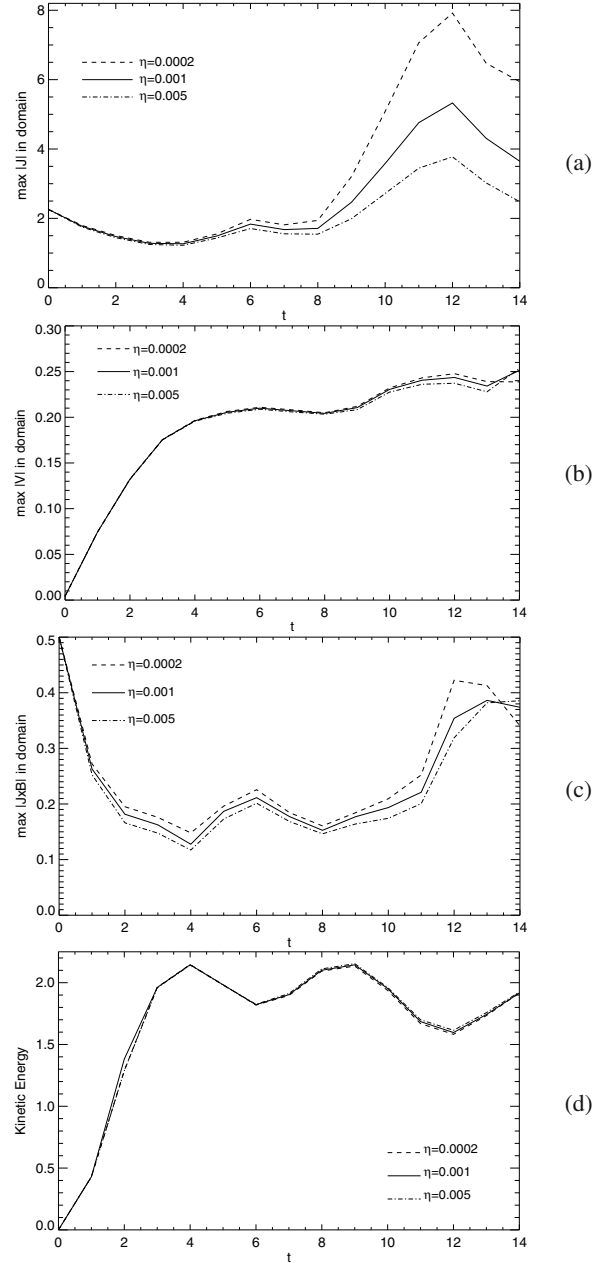 8
6
4
2
0
max |J| in domain
η=0.0002
η=0.001
η=0.005
0 2 4 6 8 10 12 14
t
(a)
0.30
0.25
0.20
0.15
0.10
0.05
0.00
max |V| in domain
η=0.0002
η=0.001
η=0.005
0 2 4 6 8 10 12 14
t
(b)
0.5
0.4
0.3
0.2
0.1
0.0
max |JxB| in domain
η=0.0002
η=0.001
η=0.005
0 2 4 6 8 10 12 14
t
(c)
2.0
1.5
1.0
0.5
0.0
Kinetic Energy
η=0.0002
η=0.001
η=0.005
0 2 4 6 8 10 12 14
t
(d)